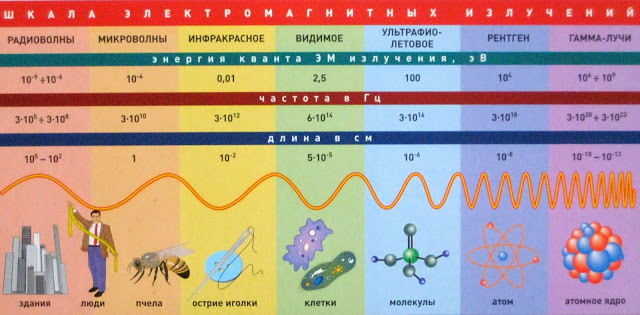 ШКАЛА ЭЛЕКТРОМАГНИТНЫХ ИЗЛУЧЕНИЙ
РАДИОВОЛНЫ МИКРОВОЛНЫ ИНФРАКРАСНОЕ ВИДИМОЕ УЛЬТРАФИО-ЛЕТОВОЕ РЕНТГЕН ГАММА-ЛУЧИ
энергия кванта ЭМ излучения, эВ
10⁻⁹ ÷10⁻⁶ 10⁻⁴ 0,01 2,5 100 10⁴ 10⁶ ÷ 10⁹
частота в Гц
3·10⁵ ÷ 3·10⁸ 3·10¹⁰ 3·10¹² 6·10¹⁴ 3·10¹⁶ 3·10¹⁸ 3·10²⁰ ÷ 3·10²³
длина в см
10⁵ – 10² 1 10⁻² 5·10⁻⁵ 10⁻⁶ 10⁻⁸ 10⁻¹⁰ – 10⁻¹³
здания люди пчела острие иголки клетки молекулы атом атомное ядро